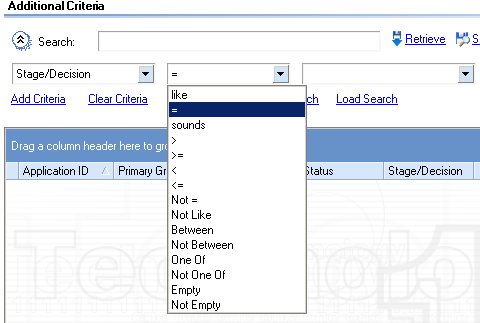 Additional Criteria
Search:
Retrieve
S
Stage/Decision
=
Add Criteria
Clear Criteria
ch
Load Search
like
=
sounds
>
>=
<
<=
Not =
Not Like
Between
Not Between
One Of
Not One Of
Empty
Not Empty
Drag a column header here to gro
Application ID
Primary Gr
Status
Stage/Decision